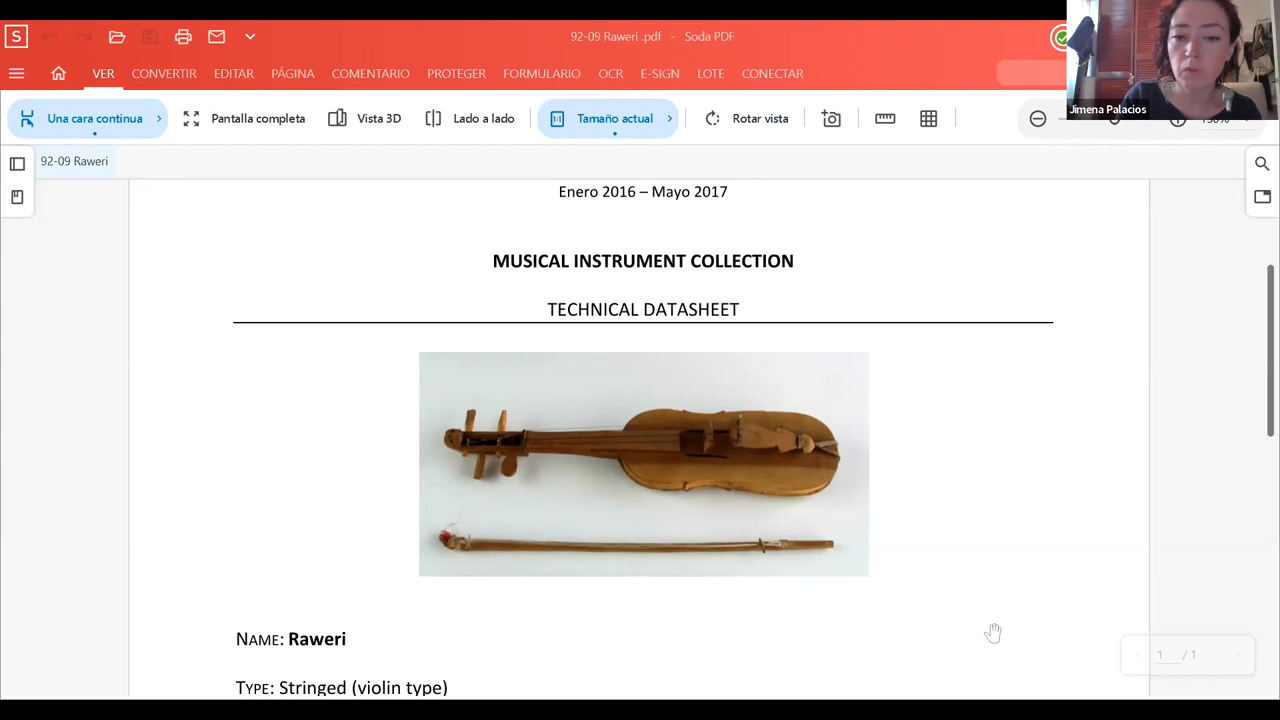 S
92-09 Raweri .pdf - Soda PDF
VER CONVERTIR EDITAR PÁGINA COMENTARIO PROTEGER FORMULARIO OCR E-SIGN LOTE CONECTAR
Una cara continua Pantalla completa Vista 3D Lado a lado Tamaño actual Rotar vista
Jimena Palacios
92-09 Raweri
Enero 2016 – Mayo 2017
MUSICAL INSTRUMENT COLLECTION
TECHNICAL DATASHEET
NAME: Raweri
1 / 1
TYPE: Stringed (violin type)